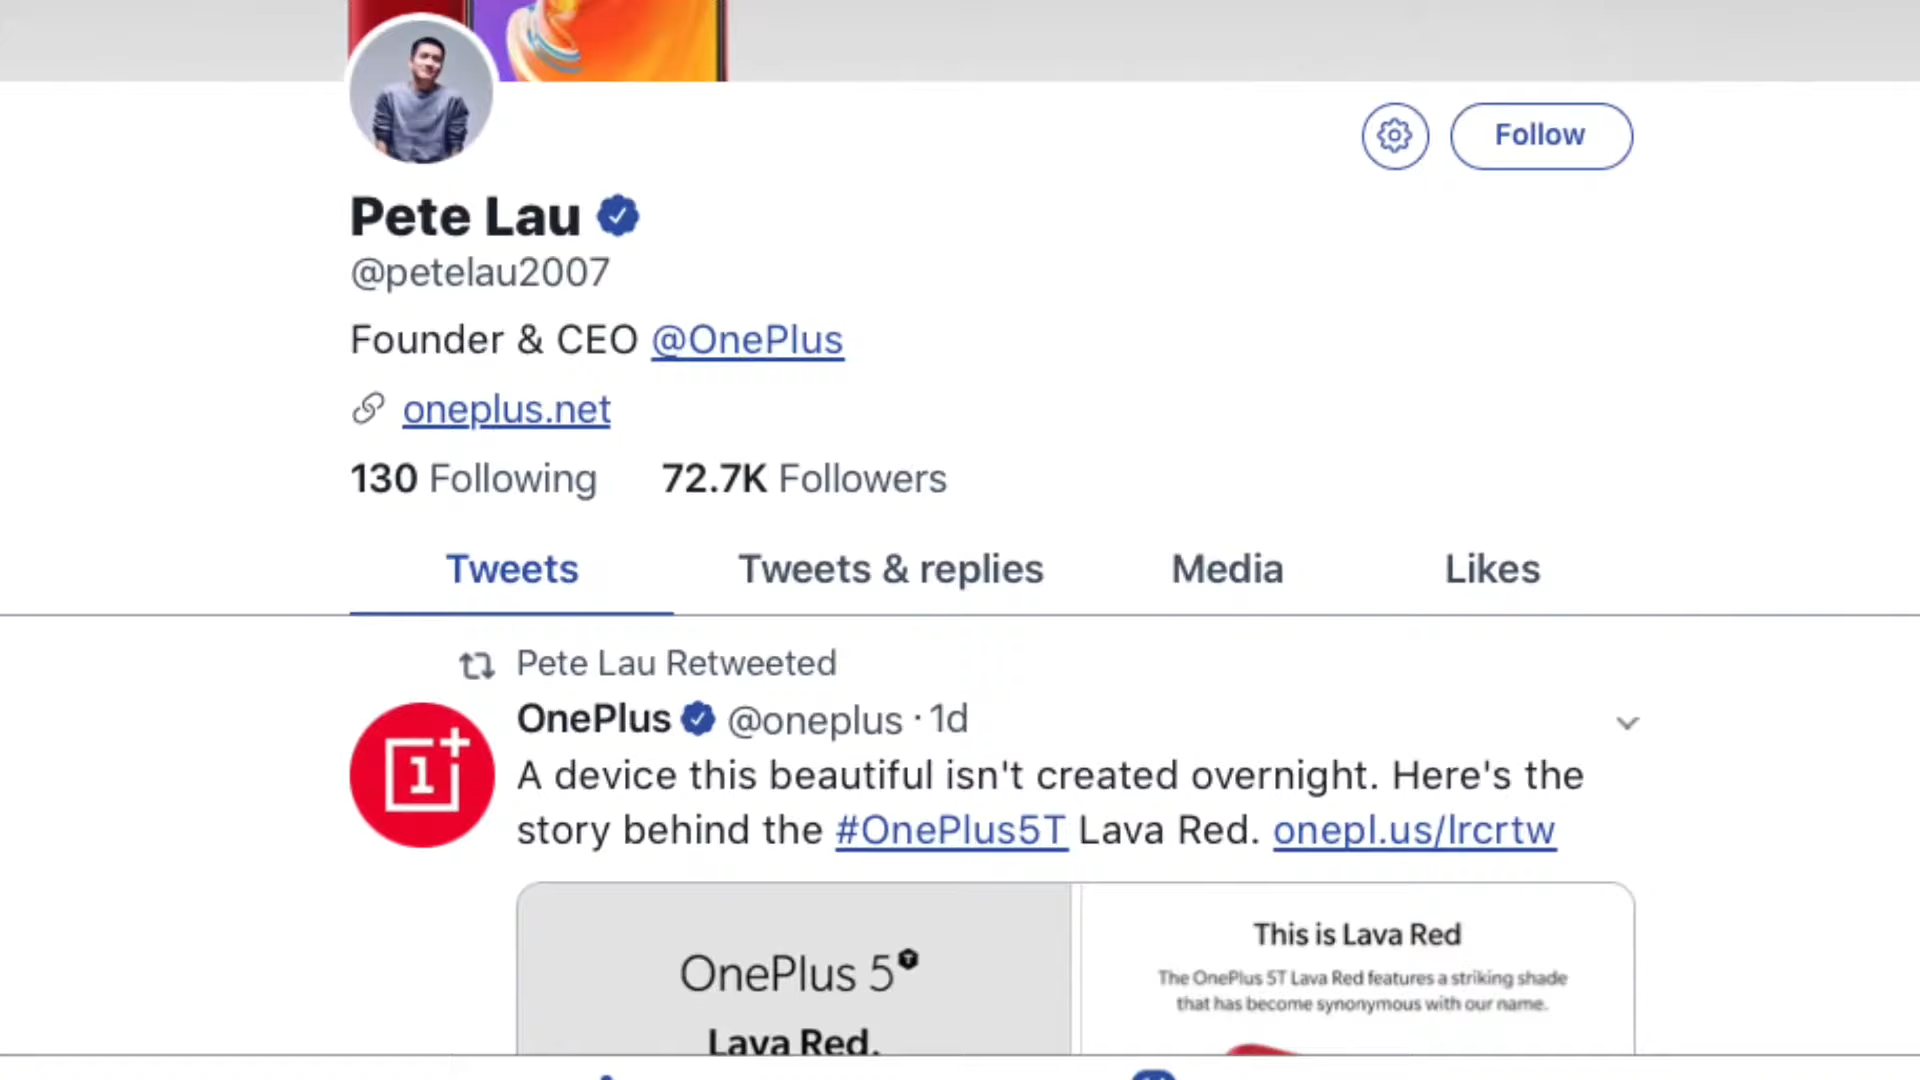 Follow
Pete Lau
@petelau2007
Founder & CEO @OnePlus
oneplus.net
130 Following 72.7K Followers
Tweets Tweets & replies Media Likes
Pete Lau Retweeted
OnePlus @oneplus · 1d
A device this beautiful isn't created overnight. Here's the
story behind the #OnePlus5T Lava Red. onepl.us/lrcrtw
OnePlus 5T
Lava Red.
This is Lava Red
The OnePlus 5T Lava Red features a striking shade
that has become synonymous with our name.